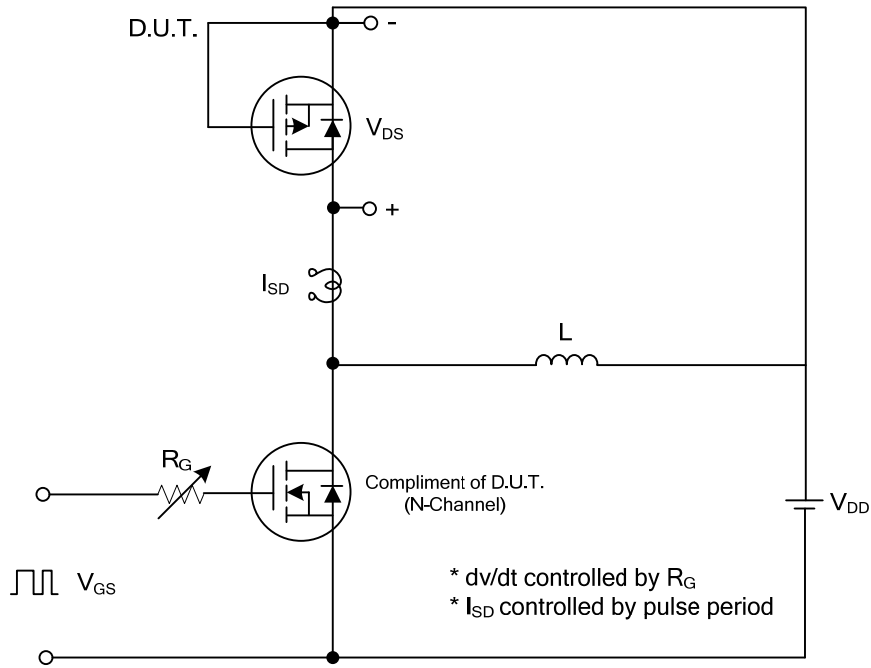 D.U.T.
-
V_DS
+
I_SD
L
R_G
Compliment of D.U.T.
(N-Channel)
V_DD
V_GS
* dv/dt controlled by R_G
* I_SD controlled by pulse period